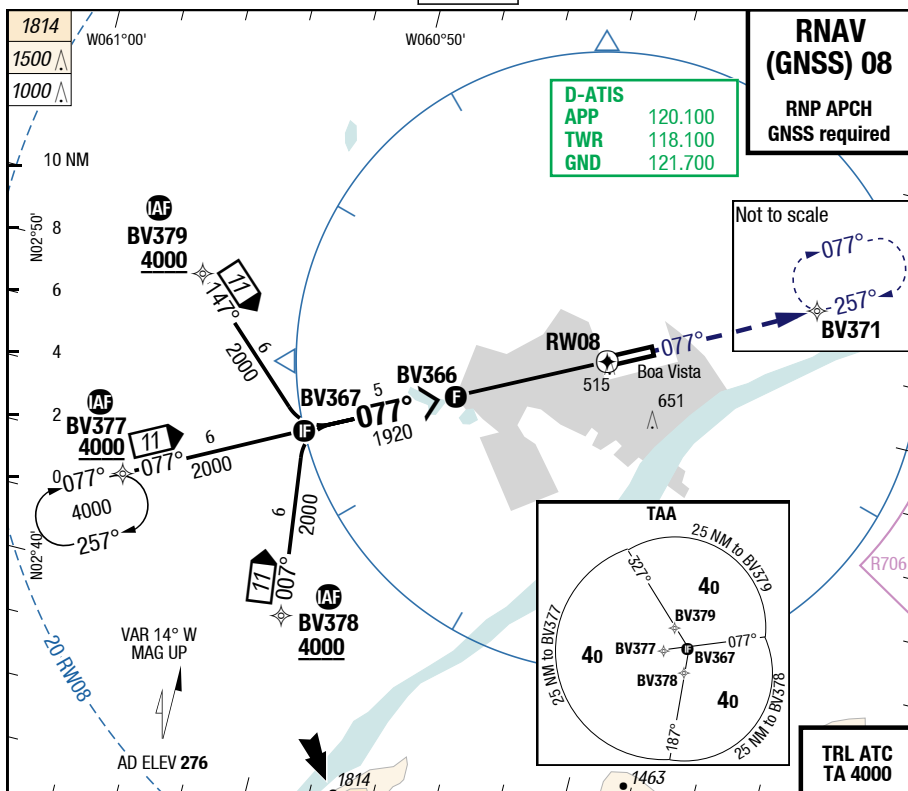 1814
1500
1000
W061°00'
W060°50'
RNAV
(GNSS) 08
RNP APCH
GNSS required
D-ATIS
APP 120.100
TWR 118.100
GND 121.700
10 NM
8
6
4
2
0
N02°50'
N02°40'
IAF
BV379
4000
11
147°
6
2000
Not to scale
077°
257°
BV371
RW08
077°
515
Boa Vista
651
BV366
F
BV367
IF
5
077°
1920
IAF
BV377
4000
11
6
077°
2000
077°
4000
257°
6
2000
007°
11
IAF
BV378
4000
VAR 14° W
MAG UP
AD ELEV 276
20 RW08
1814
1463
R706
TAA
25 NM to BV379
25 NM to BV377
25 NM to BV378
327°
40
BV379
077°
BV377
IF
BV367
40
BV378
40
187°
TRL ATC
TA 4000